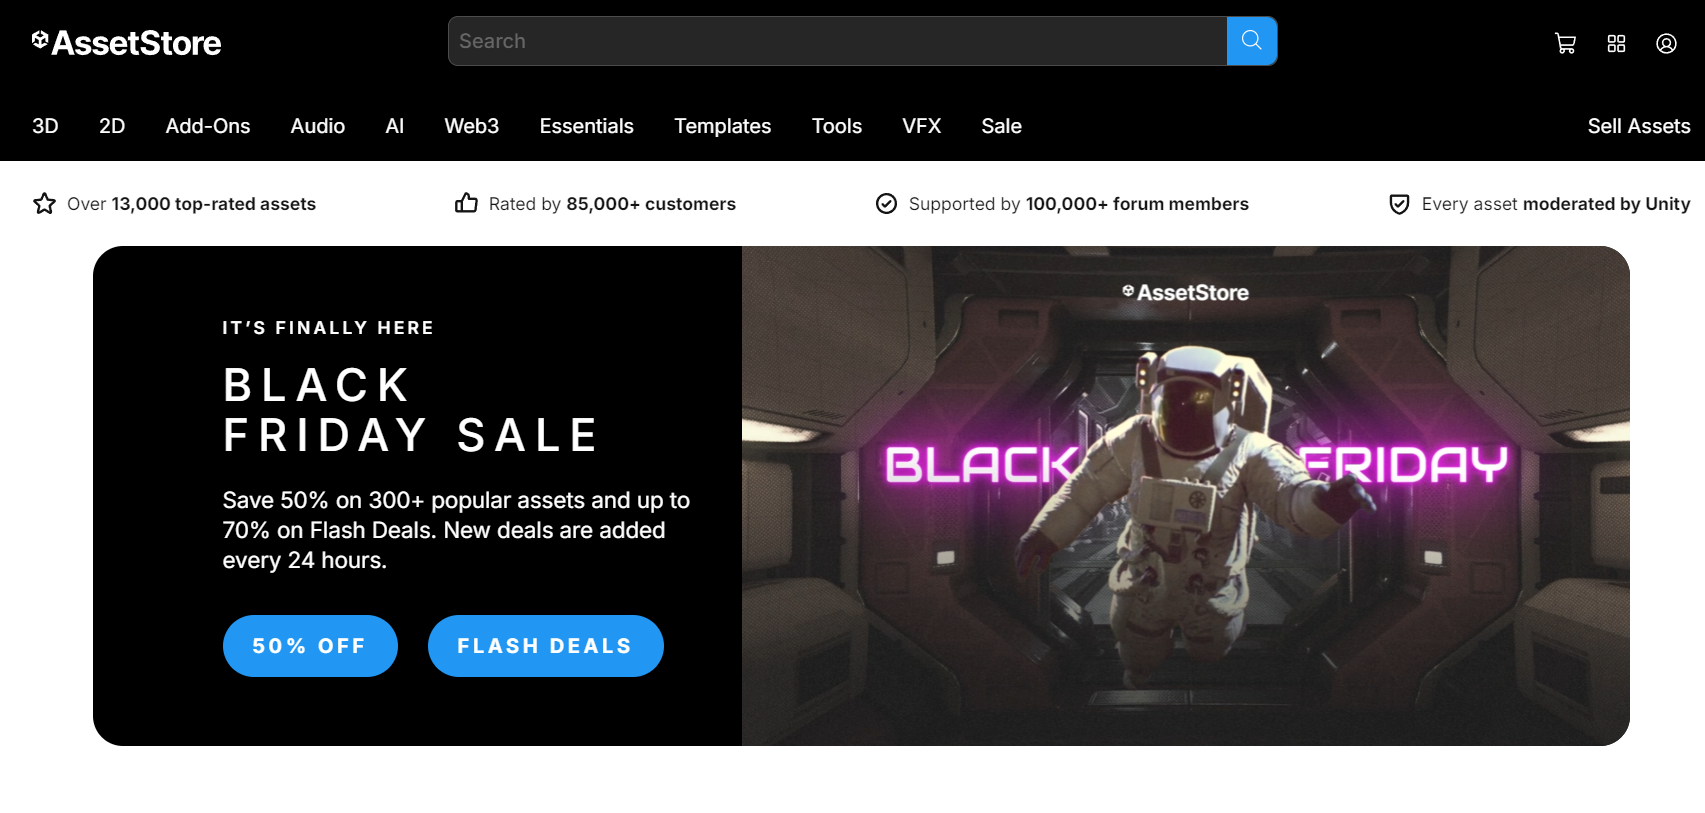 AssetStore
Search
3D 2D Add-Ons Audio AI Web3 Essentials Templates Tools VFX Sale Sell Assets
Over 13,000 top-rated assets
Rated by 85,000+ customers
Supported by 100,000+ forum members
Every asset moderated by Unity
IT’S FINALLY HERE
BLACK
FRIDAY SALE
Save 50% on 300+ popular assets and up to
70% on Flash Deals. New deals are added
every 24 hours.
50% OFF
FLASH DEALS
AssetStore
BLACK FRIDAY